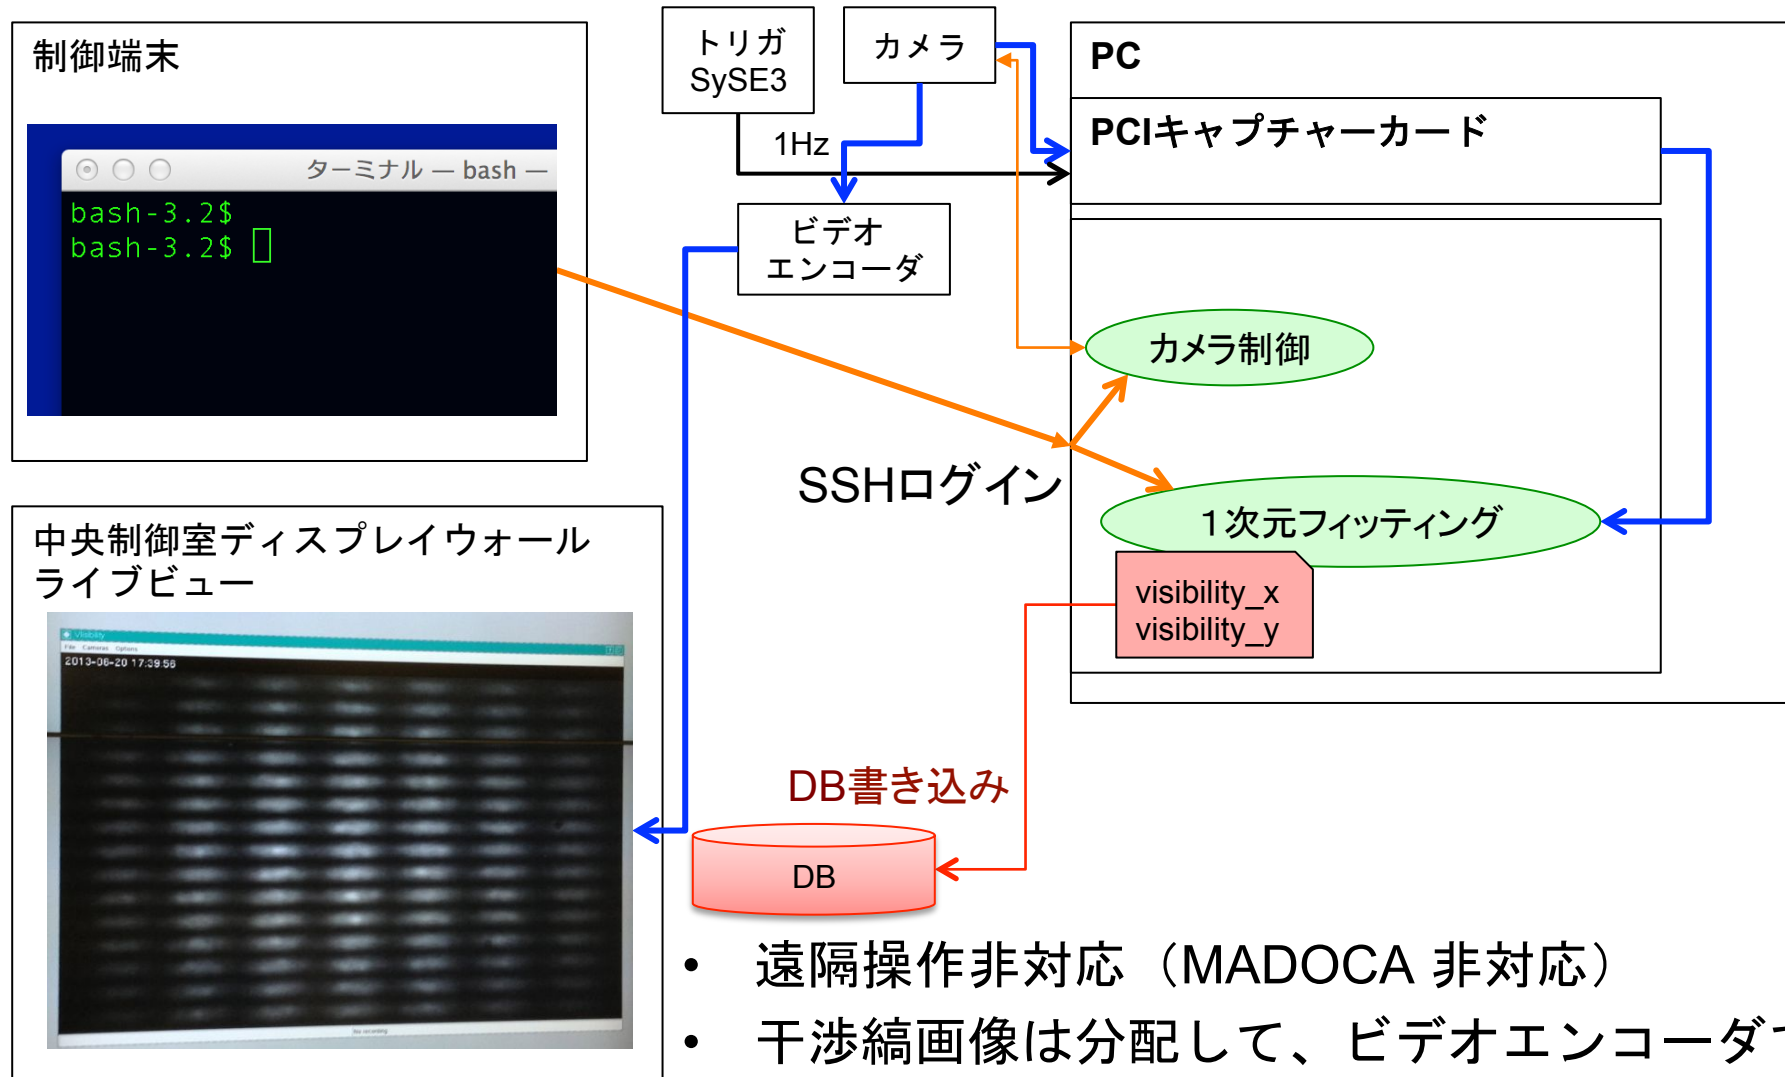 制御端末
ターミナル — bash —
bash-3.2$
bash-3.2$
トリガ
SySE3
カメラ
1Hz
ビデオ
エンコーダ
PC
PCIキャプチャーカード
カメラ制御
SSHログイン
１次元フィッティング
visibility_x
visibility_y
中央制御室ディスプレイウォール
ライブビュー
Visibility
File Cameras Options
2013-06-20 17:39:56
No recording
DB書き込み
DB
• 遠隔操作非対応（MADOCA 非対応）
• 干渉縞画像は分配して、ビデオエンコーダ